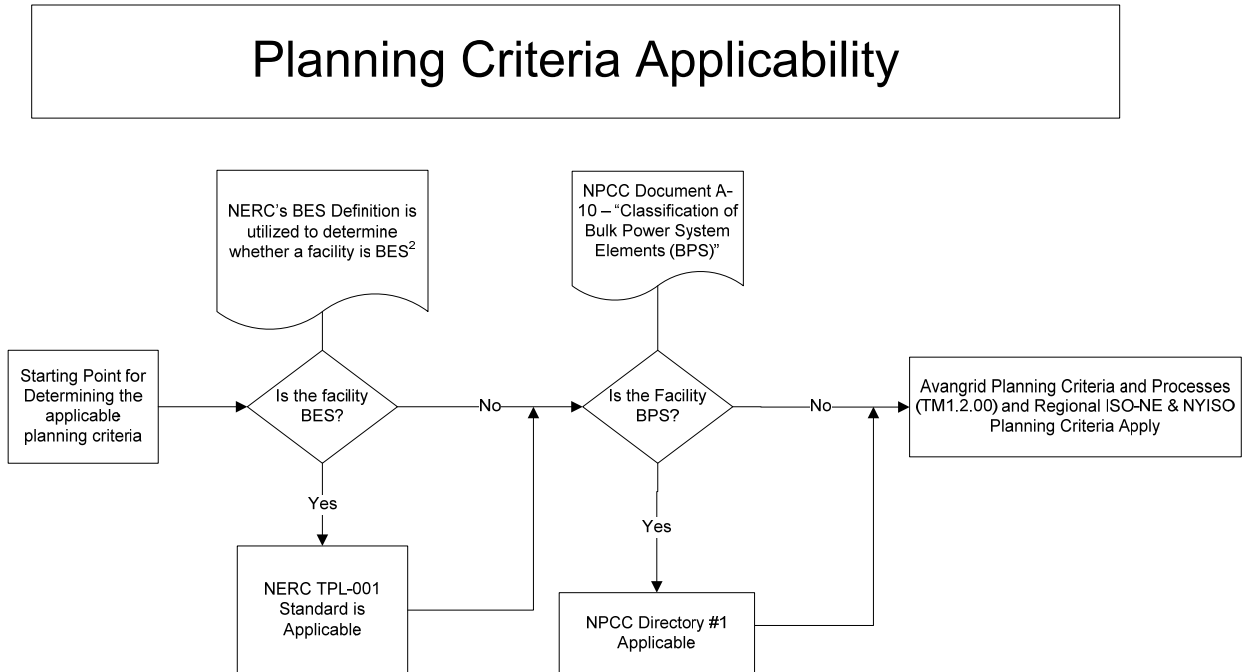 Planning Criteria Applicability
NERC's BES Definition is
utilized to determine
whether a facility is BES²
NPCC Document A-
10 – “Classification of
Bulk Power System
Elements (BPS)”
Starting Point for
Determining the
applicable
planning criteria
Is the facility
BES?
No
Is the Facility
BPS?
No
Avangrid Planning Criteria and Processes
(TM1.2.00) and Regional ISO-NE & NYISO
Planning Criteria Apply
Yes
Yes
NERC TPL-001
Standard is
Applicable
NPCC Directory #1
Applicable